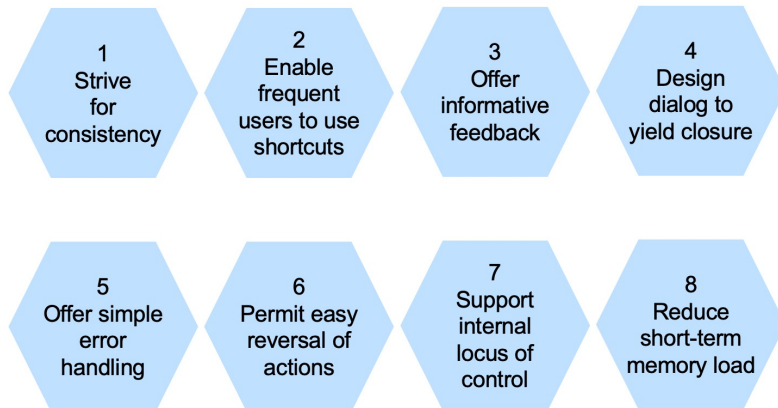 1
Strive
for
consistency
2
Enable
frequent
users to use
shortcuts
3
Offer
informative
feedback
4
Design
dialog to
yield closure
5
Offer simple
error
handling
6
Permit easy
reversal of
actions
7
Support
internal
locus of
control
8
Reduce
short-term
memory load